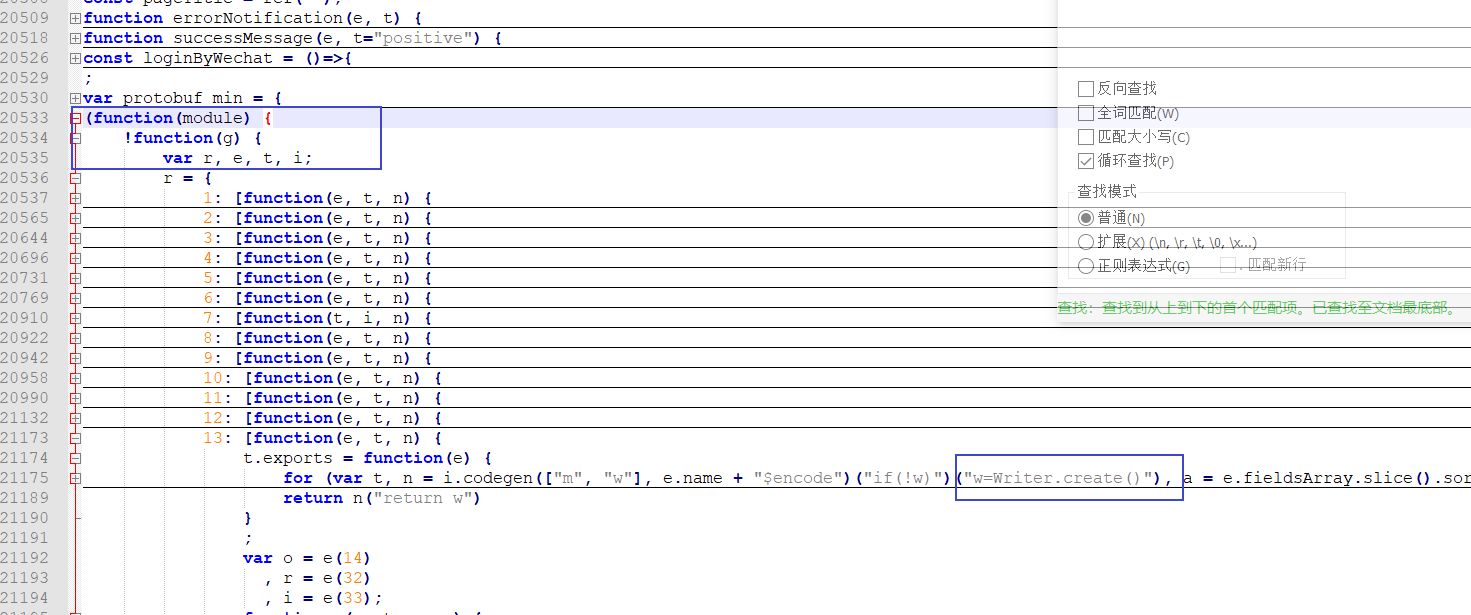 20509 function errorNotification(e, t) {
20518 function successMessage(e, t="positive") {
20526 const loginByWechat = ()=>{
20529 ;
20530 var protobuf_min = {
20533 (function(module) {
20534 !function(g) {
20535 var r, e, t, i;
20536 r = {
20537 1: [function(e, t, n) {
20565 2: [function(e, t, n) {
20644 3: [function(e, t, n) {
20696 4: [function(e, t, n) {
20731 5: [function(e, t, n) {
20769 6: [function(e, t, n) {
20910 7: [function(t, i, n) {
20922 8: [function(e, t, n) {
20942 9: [function(e, t, n) {
20958 10: [function(e, t, n) {
20990 11: [function(e, t, n) {
21132 12: [function(e, t, n) {
21173 13: [function(e, t, n) {
21174 t.exports = function(e) {
21175 for (var t, n = i.codegen(["m", "w"], e.name + "$encode")("if(!w)")("w=Writer.create()"), a = e.fieldsArray.slice().sor
21189 return n("return w")
21190 }
21191 ;
21192 var o = e(14)
21193 , r = e(32)
21194 , i = e(33);
反向查找
全词匹配(W)
匹配大小写(C)
循环查找(P)
查找模式
普通(N)
扩展(X) (\n, \r, \t, \0, \x...)
正则表达式(G) . 匹配新行
查找：查找到从上到下的首个匹配项。已查找至文档最底部。